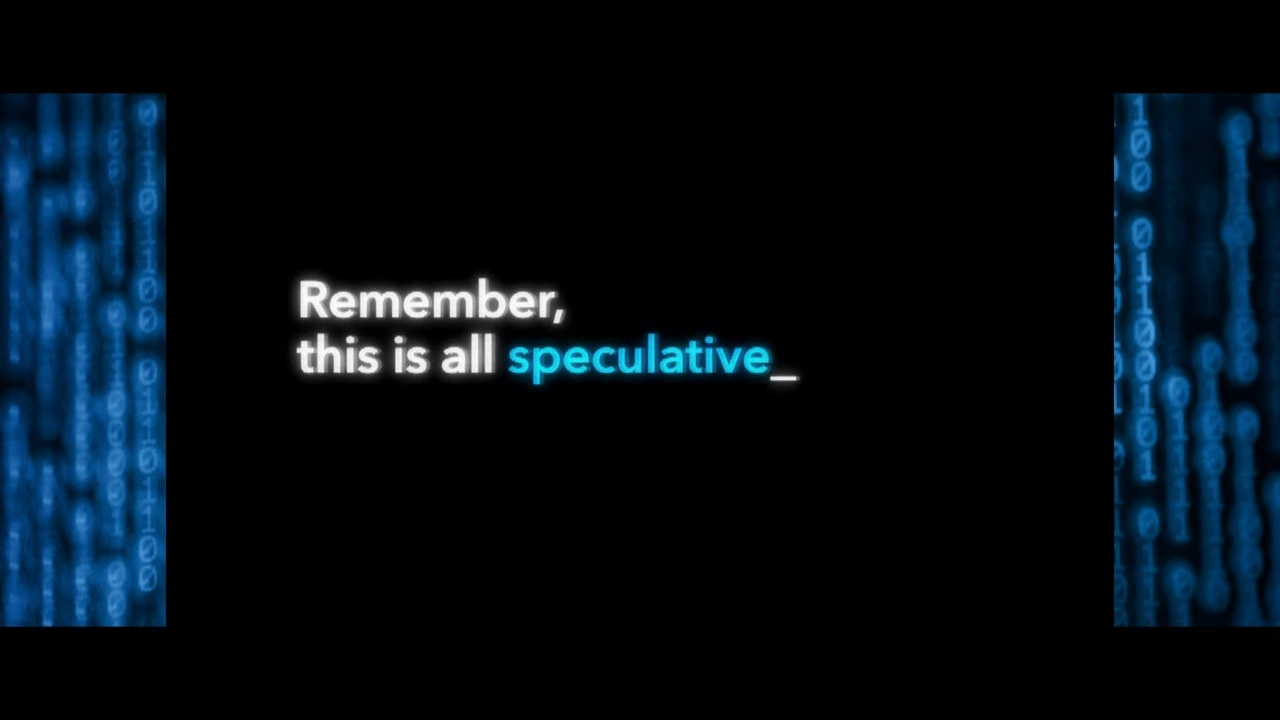 Remember,
this is all speculative_